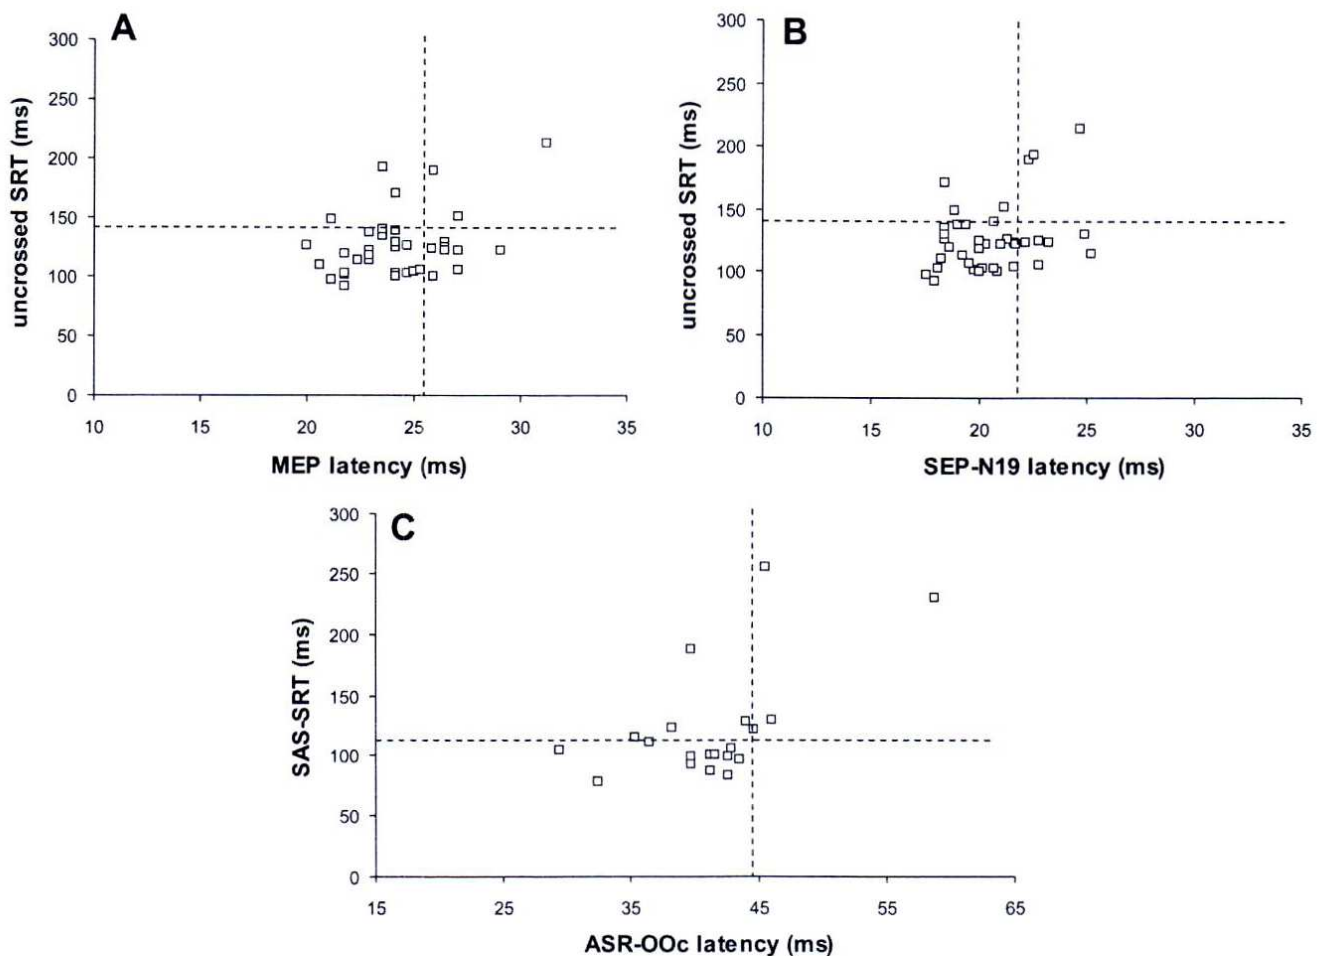 A
300
250
200
150
100
50
0
uncrossed SRT (ms)
10 15 20 25 30 35
MEP latency (ms)
B
300
250
200
150
100
50
0
uncrossed SRT (ms)
10 15 20 25 30 35
SEP-N19 latency (ms)
C
300
250
200
150
100
50
0
SAS-SRT (ms)
15 25 35 45 55 65
ASR-OOc latency (ms)